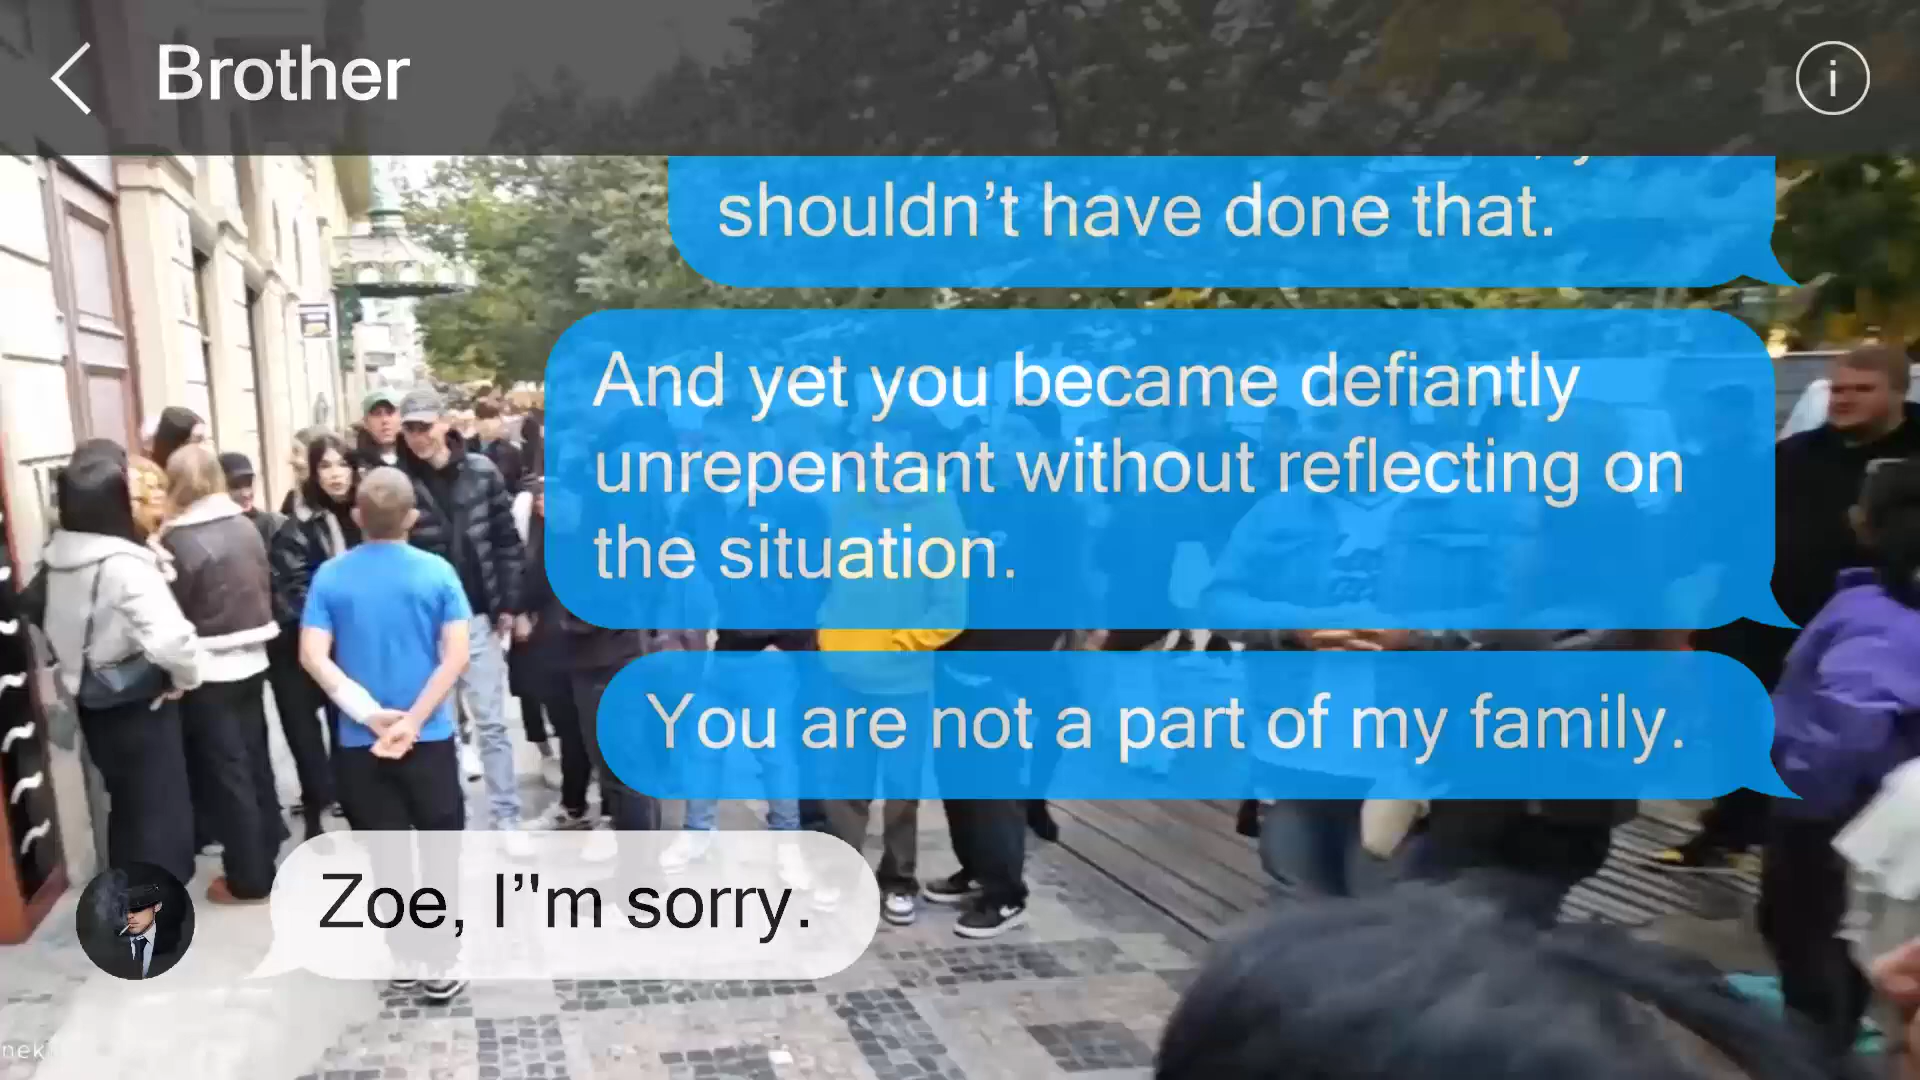 Brother
shouldn't have done that.
And yet you became defiantly
unrepentant without reflecting on
the situation.
You are not a part of my family.
Zoe, I’'m sorry.